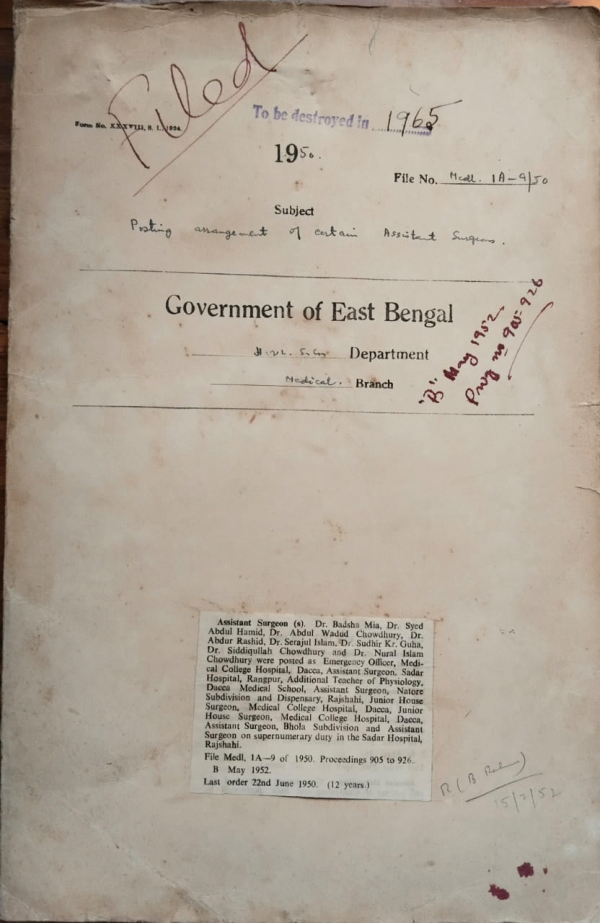 Filed
Form No. XXXVIII, S. I., 1934.
To be destroyed in 1965
1950.
File No. Medl. 1A-9/50
Subject
Posting arrangement of certain Assistant Surgeons.
Government of East Bengal
Department
Medical. Branch
"B" May 1952.
Prog no 905-926
Assistant Surgeon (s). Dr. Badsha Mia, Dr. Syed
Abdul Hamid, Dr. Abdul Wadud Chowdhury, Dr.
Abdur Rashid, Dr. Serajul Islam, Dr. Sudhir Kr. Guha,
Dr. Siddiqullah Chowdhury and Dr. Nural Islam
Chowdhury were posted as Emergency Officer, Medi-
cal College Hospital, Dacca, Assistant Surgeon, Sadar
Hospital, Rangpur, Additional Teacher of Physiology,
Dacca Medical School, Assistant Surgeon, Natore
Subdivision and Dispensary, Rajshahi, Junior House
Surgeon, Medical College Hospital, Dacca, Junior
House Surgeon, Medical College Hospital, Dacca,
Assistant Surgeon, Bhola Subdivision and Assistant
Surgeon on supernumerary duty in the Sadar Hospital,
Rajshahi.
File Medl. 1A—9 of 1950. Proceedings 905 to 926.
B May 1952.
Last order 22nd June 1950. (12 years.)
15/7/52